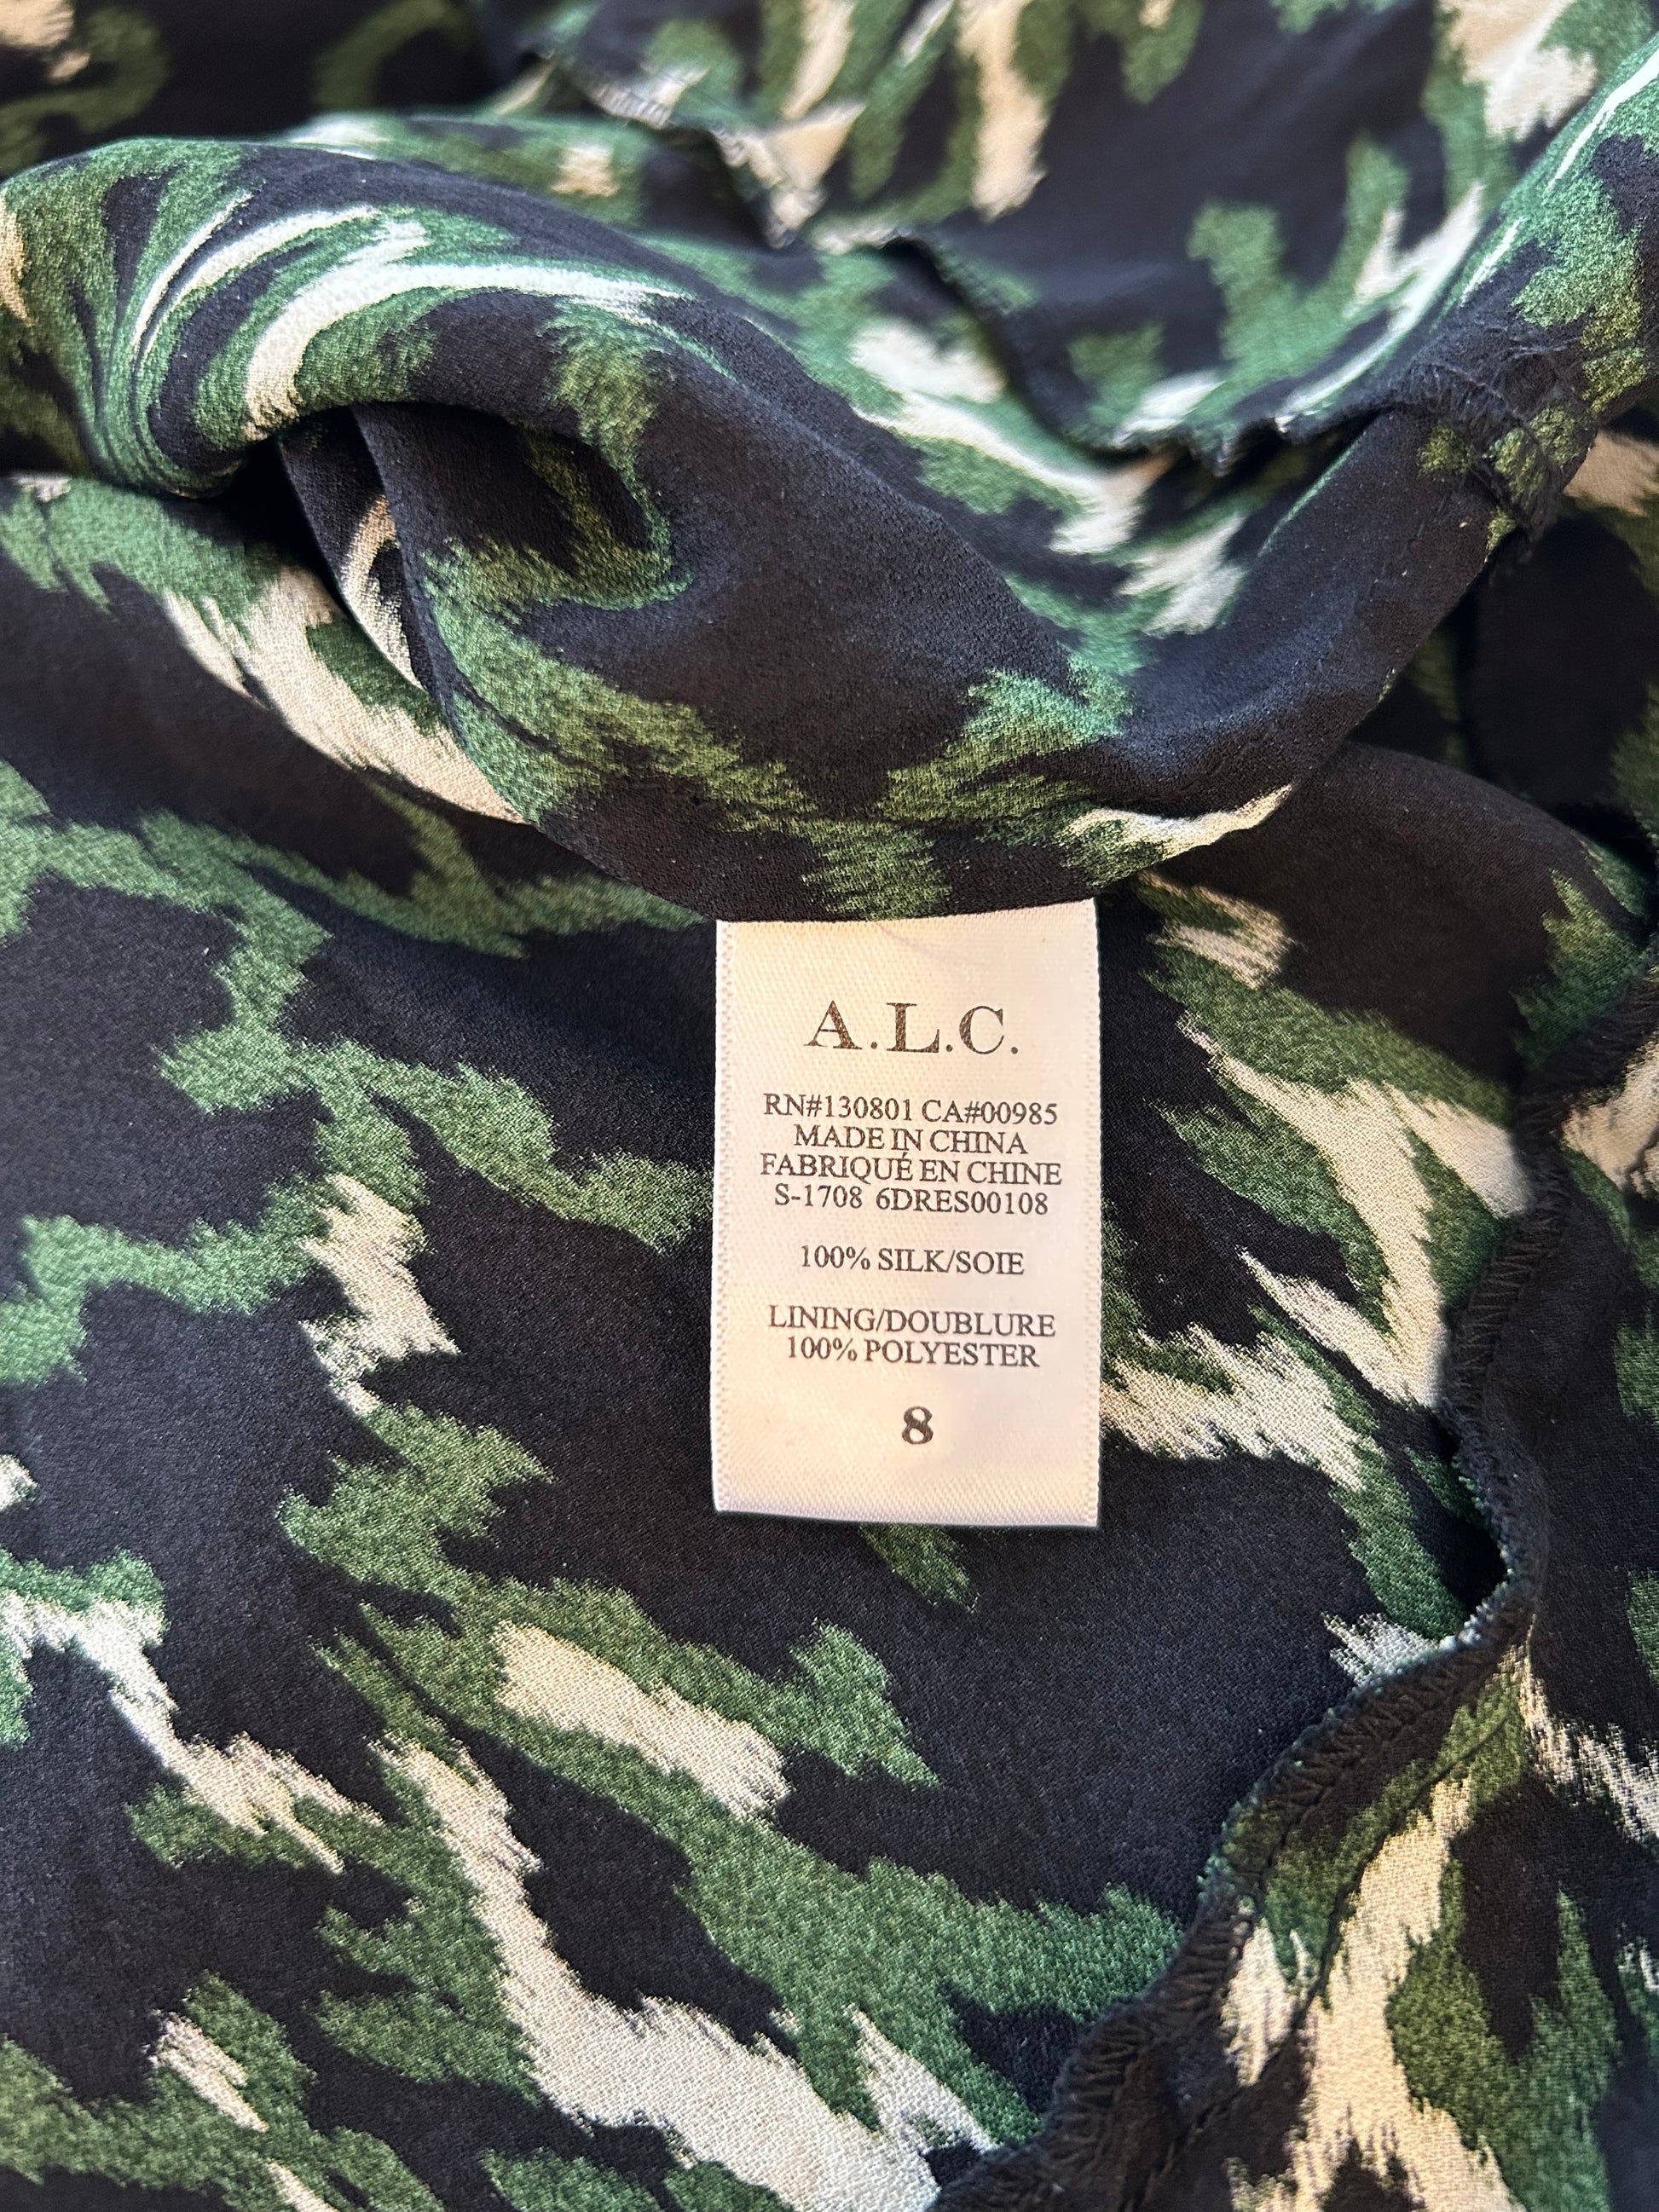 A.L.C.
RN#130801 CA#00985
MADE IN CHINA
FABRIQUÉ EN CHINE
S-1708 6DRES00108
100% SILK/SOIE
LINING/DOUBLURE
100% POLYESTER
8